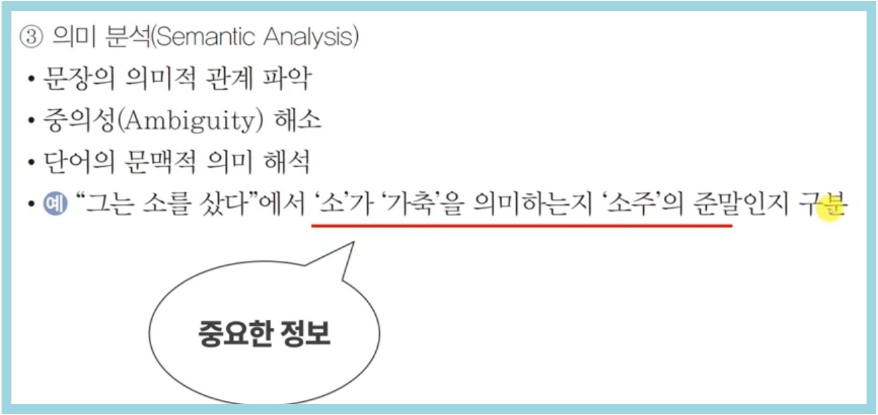 ③ 의미 분석(Semantic Analysis)
• 문장의 의미적 관계 파악
• 중의성(Ambiguity) 해소
• 단어의 문맥적 의미 해석
• 예 “그는 소를 샀다”에서 ‘소’가 ‘가축’을 의미하는지 ‘소주’의 준말인지 구분
중요한 정보